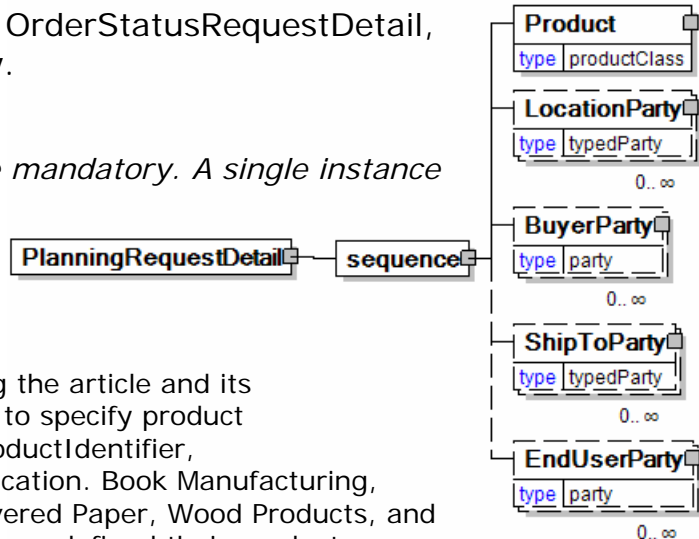 OrderStatusRequestDetail,
y.
e mandatory. A single instance
g the article and its
to specify product
oductIdentifier,
cation. Book Manufacturing,
vered Paper, Wood Products, and
PlanningRequestDetail
sequence
Product
type productClass
LocationParty
type typedParty
0.. ∞
BuyerParty
type party
0.. ∞
ShipToParty
type typedParty
0.. ∞
EndUserParty
type party
0.. ∞